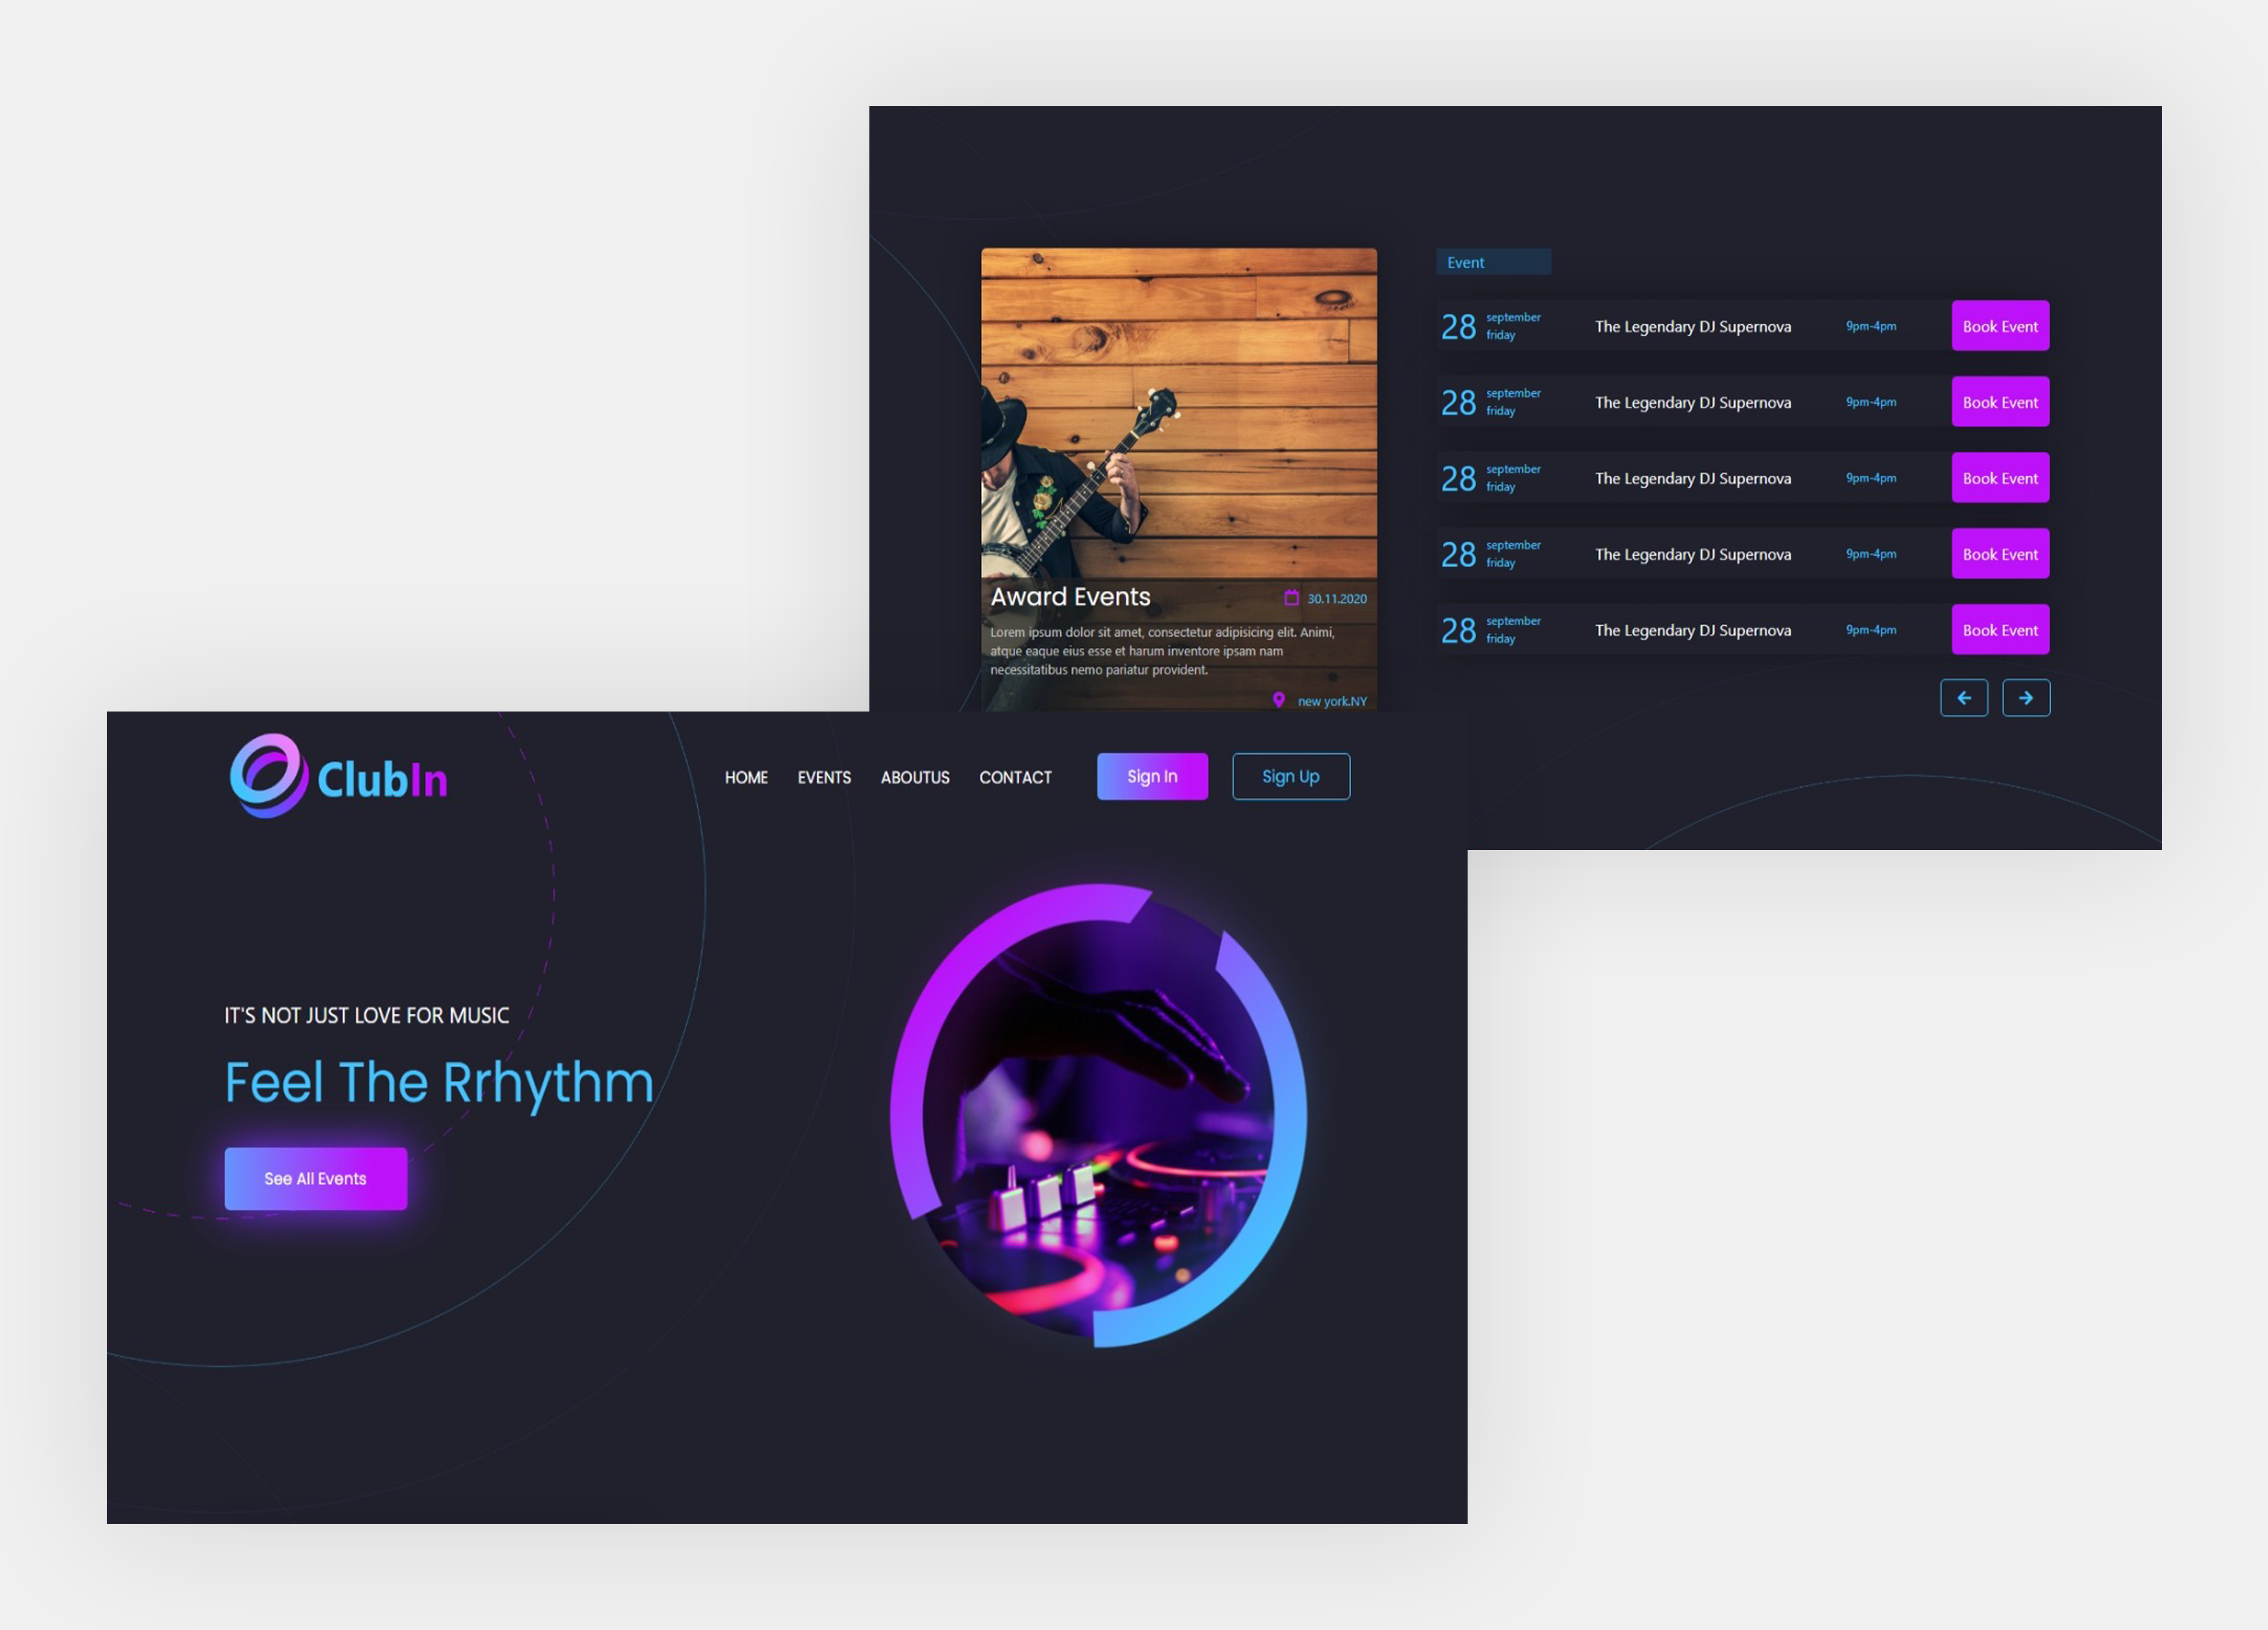 Event
28 september
friday
The Legendary DJ Supernova
9pm-4pm
Book Event
28 september
friday
The Legendary DJ Supernova
9pm-4pm
Book Event
28 september
friday
The Legendary DJ Supernova
9pm-4pm
Book Event
28 september
friday
The Legendary DJ Supernova
9pm-4pm
Book Event
28 september
friday
The Legendary DJ Supernova
9pm-4pm
Book Event
Award Events
30.11.2020
Lorem ipsum dolor sit amet, consectetur adipisicing elit. Animi,
atque eaque eius esse et harum inventore ipsam nam
necessitatibus nemo pariatur provident.
new york.NY
ClubIn
HOME EVENTS ABOUTUS CONTACT Sign In Sign Up
IT'S NOT JUST LOVE FOR MUSIC
Feel The Rrhythm
See All Events